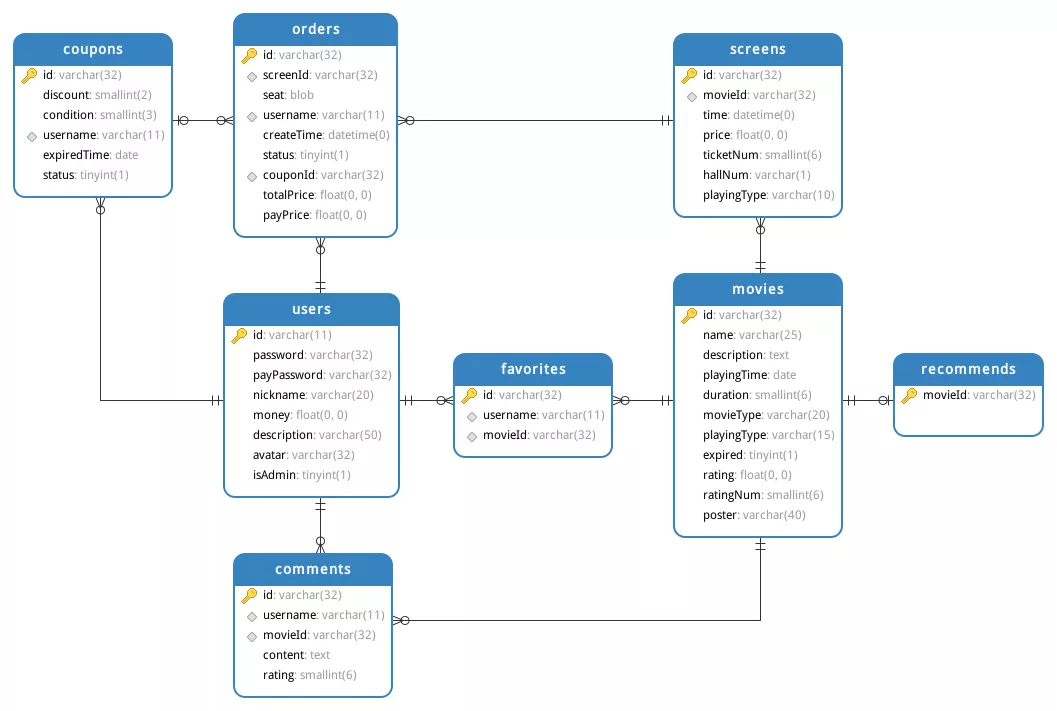 coupons
id: varchar(32)
discount: smallint(2)
condition: smallint(3)
username: varchar(11)
expiredTime: date
status: tinyint(1)
orders
id: varchar(32)
screenId: varchar(32)
seat: blob
username: varchar(11)
createTime: datetime(0)
status: tinyint(1)
couponId: varchar(32)
totalPrice: float(0, 0)
payPrice: float(0, 0)
screens
id: varchar(32)
movieId: varchar(32)
time: datetime(0)
price: float(0, 0)
ticketNum: smallint(6)
hallNum: varchar(1)
playingType: varchar(10)
users
id: varchar(11)
password: varchar(32)
payPassword: varchar(32)
nickname: varchar(20)
money: float(0, 0)
description: varchar(50)
avatar: varchar(32)
isAdmin: tinyint(1)
favorites
id: varchar(32)
username: varchar(11)
movieId: varchar(32)
movies
id: varchar(32)
name: varchar(25)
description: text
playingTime: date
duration: smallint(6)
movieType: varchar(20)
playingType: varchar(15)
expired: tinyint(1)
rating: float(0, 0)
ratingNum: smallint(6)
poster: varchar(40)
recommends
movieId: varchar(32)
comments
id: varchar(32)
username: varchar(11)
movieId: varchar(32)
content: text
rating: smallint(6)